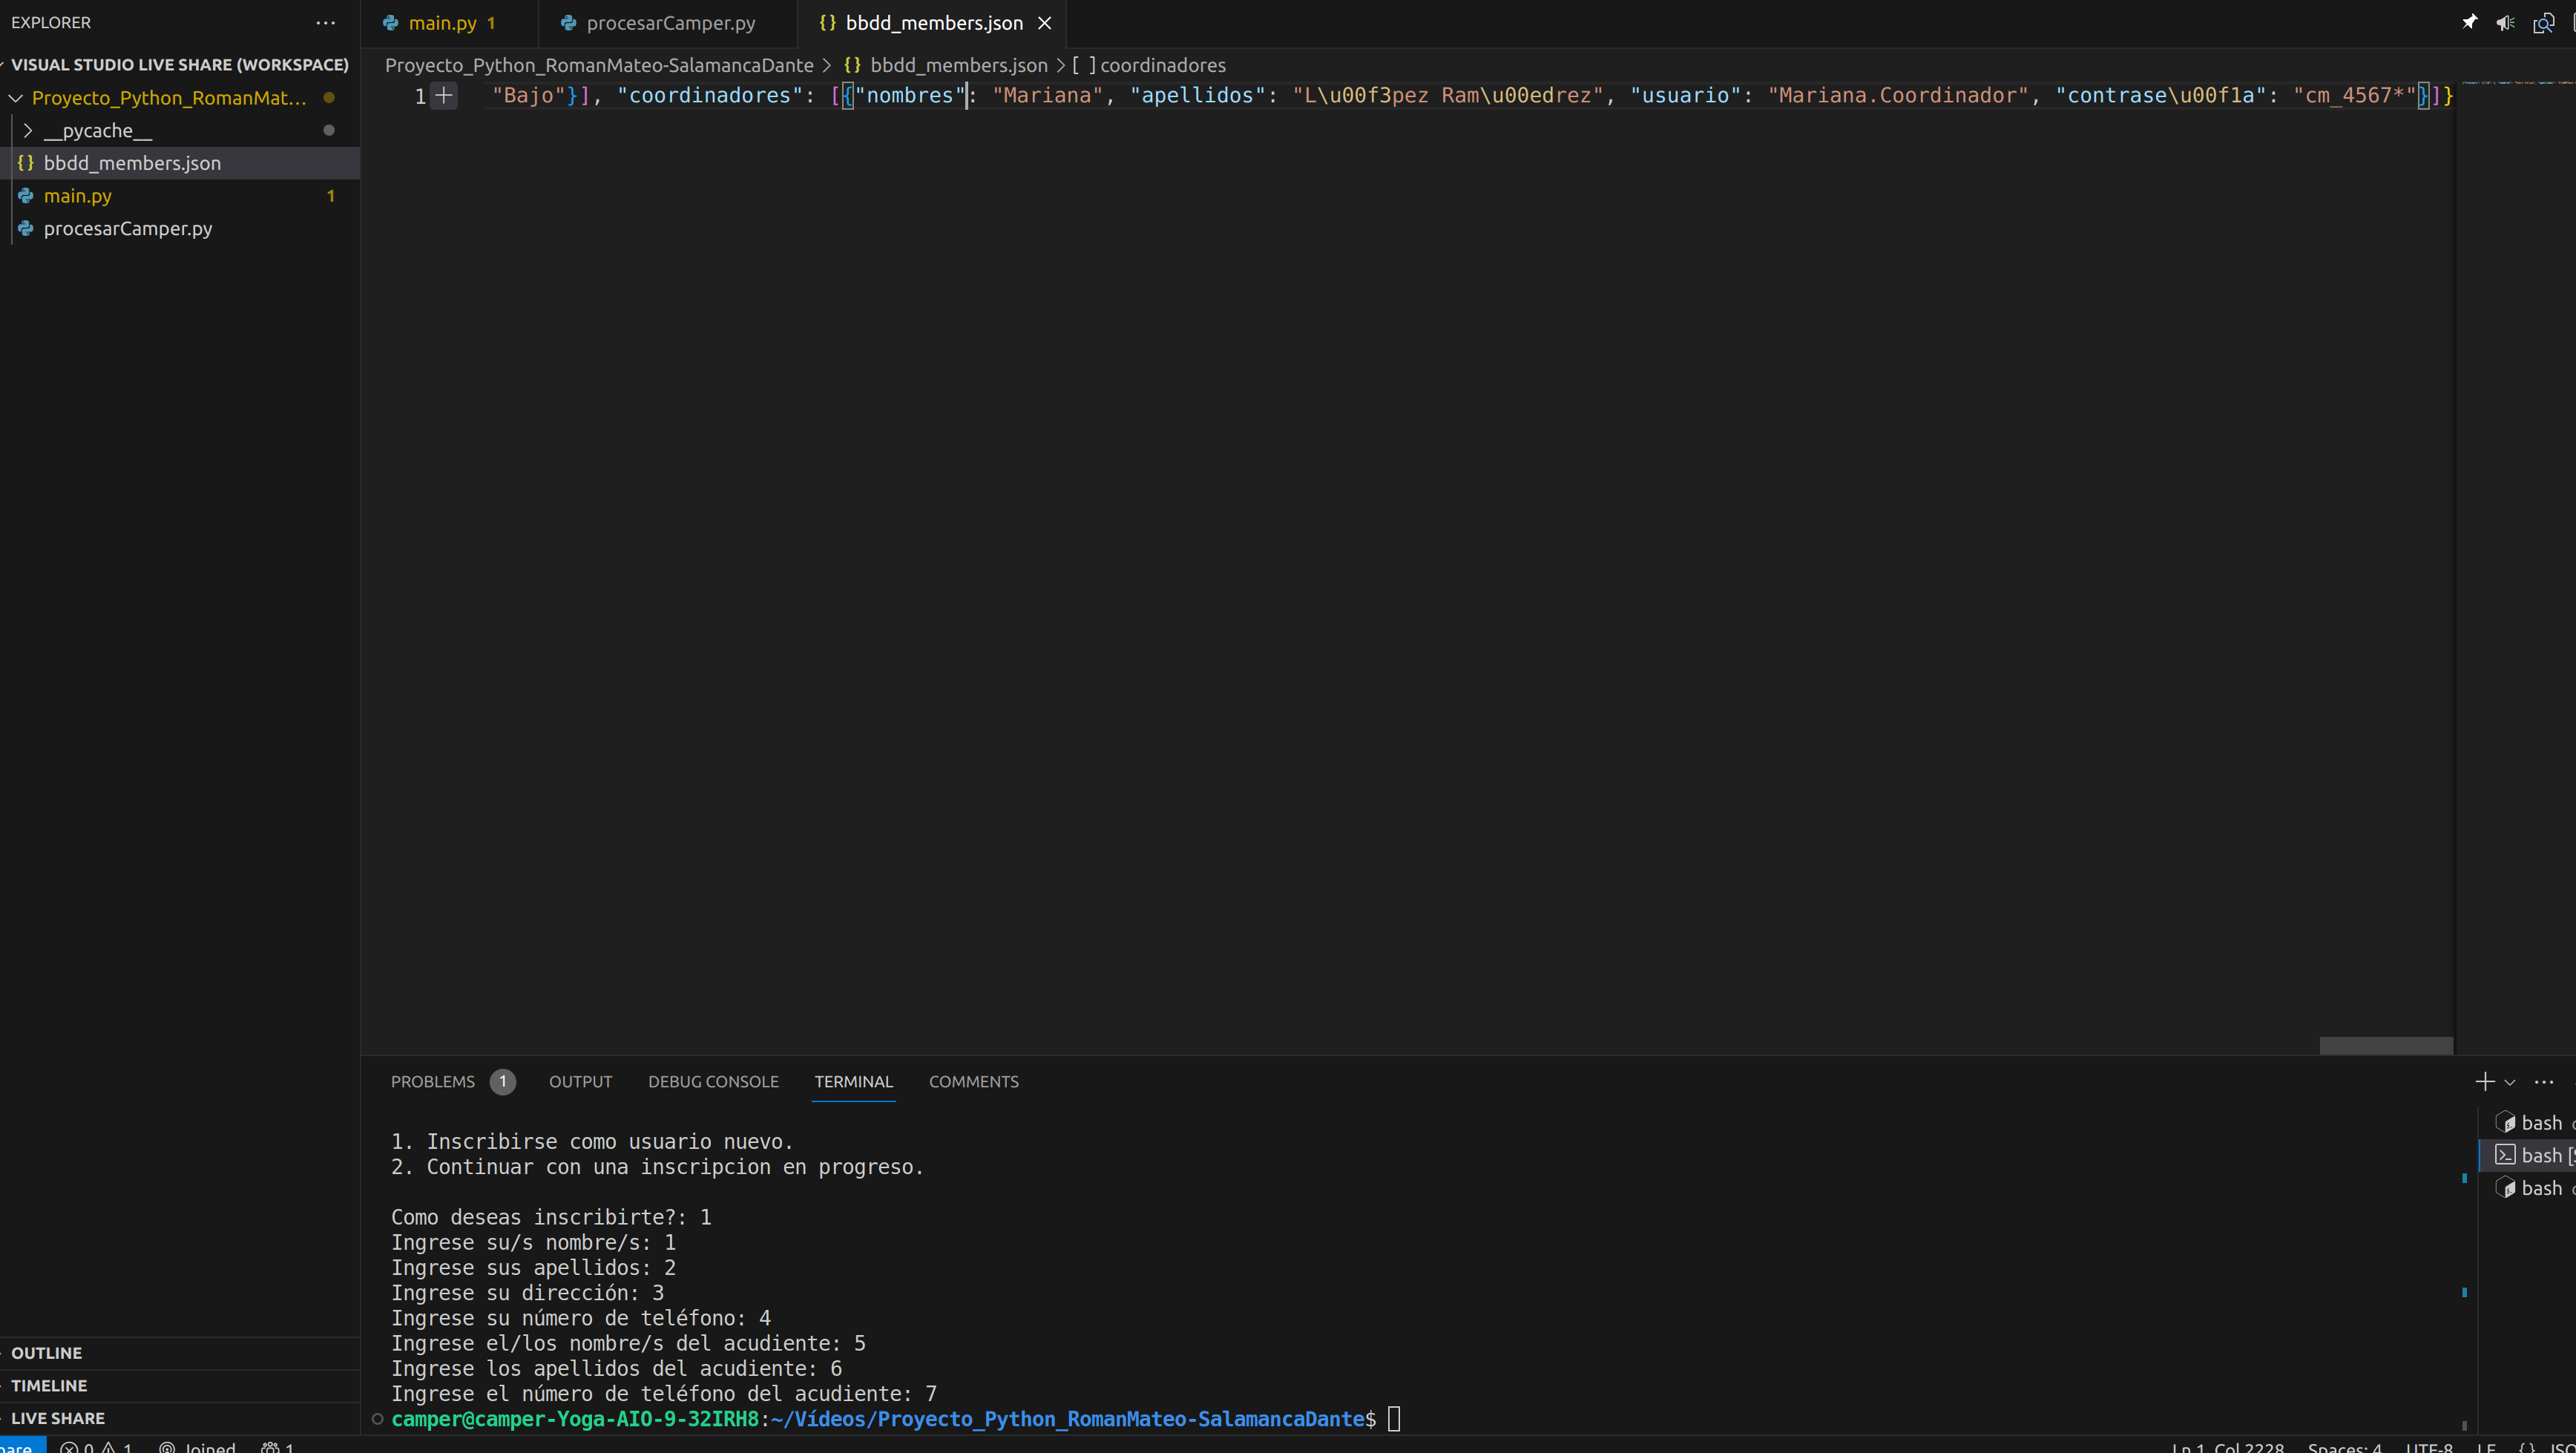 EXPLORER
VISUAL STUDIO LIVE SHARE (WORKSPACE)
Proyecto_Python_RomanMat...
__pycache__
bbdd_members.json
main.py 1
procesarCamper.py
OUTLINE
TIMELINE
LIVE SHARE
main.py 1 procesarCamper.py {} bbdd_members.json
Proyecto_Python_RomanMateo-SalamancaDante > {} bbdd_members.json > [ ] coordinadores
1 "Bajo"}], "coordinadores": [{"nombres": "Mariana", "apellidos": "L\u00f3pez Ram\u00edrez", "usuario": "Mariana.Coordinador", "contrase\u00f1a": "cm_4567*"}]}
PROBLEMS 1 OUTPUT DEBUG CONSOLE TERMINAL COMMENTS
1. Inscribirse como usuario nuevo.
2. Continuar con una inscripcion en progreso.
Como deseas inscribirte?: 1
Ingrese su/s nombre/s: 1
Ingrese sus apellidos: 2
Ingrese su dirección: 3
Ingrese su número de teléfono: 4
Ingrese el/los nombre/s del acudiente: 5
Ingrese los apellidos del acudiente: 6
Ingrese el número de teléfono del acudiente: 7
camper@camper-Yoga-AIO-9-32IRH8:~/Vídeos/Proyecto_Python_RomanMateo-SalamancaDante$
bash
bash [
bash
0 1 Joined 1 Ln 1, Col 2228 Spaces: 4 UTF-8 LF {}